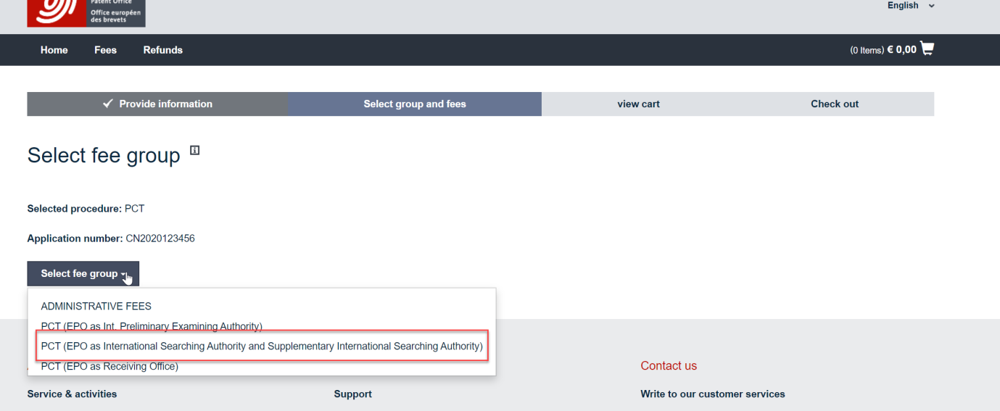 Patent Office
Office européen
des brevets
English
Home Fees Refunds (0 Items) € 0,00
Provide information Select group and fees view cart Check out
Select fee group
Selected procedure: PCT
Application number: CN2020123456
Select fee group
ADMINISTRATIVE FEES
PCT (EPO as Int. Preliminary Examining Authority)
PCT (EPO as International Searching Authority and Supplementary International Searching Authority)
PCT (EPO as Receiving Office)
Contact us
Service & activities Support Write to our customer services